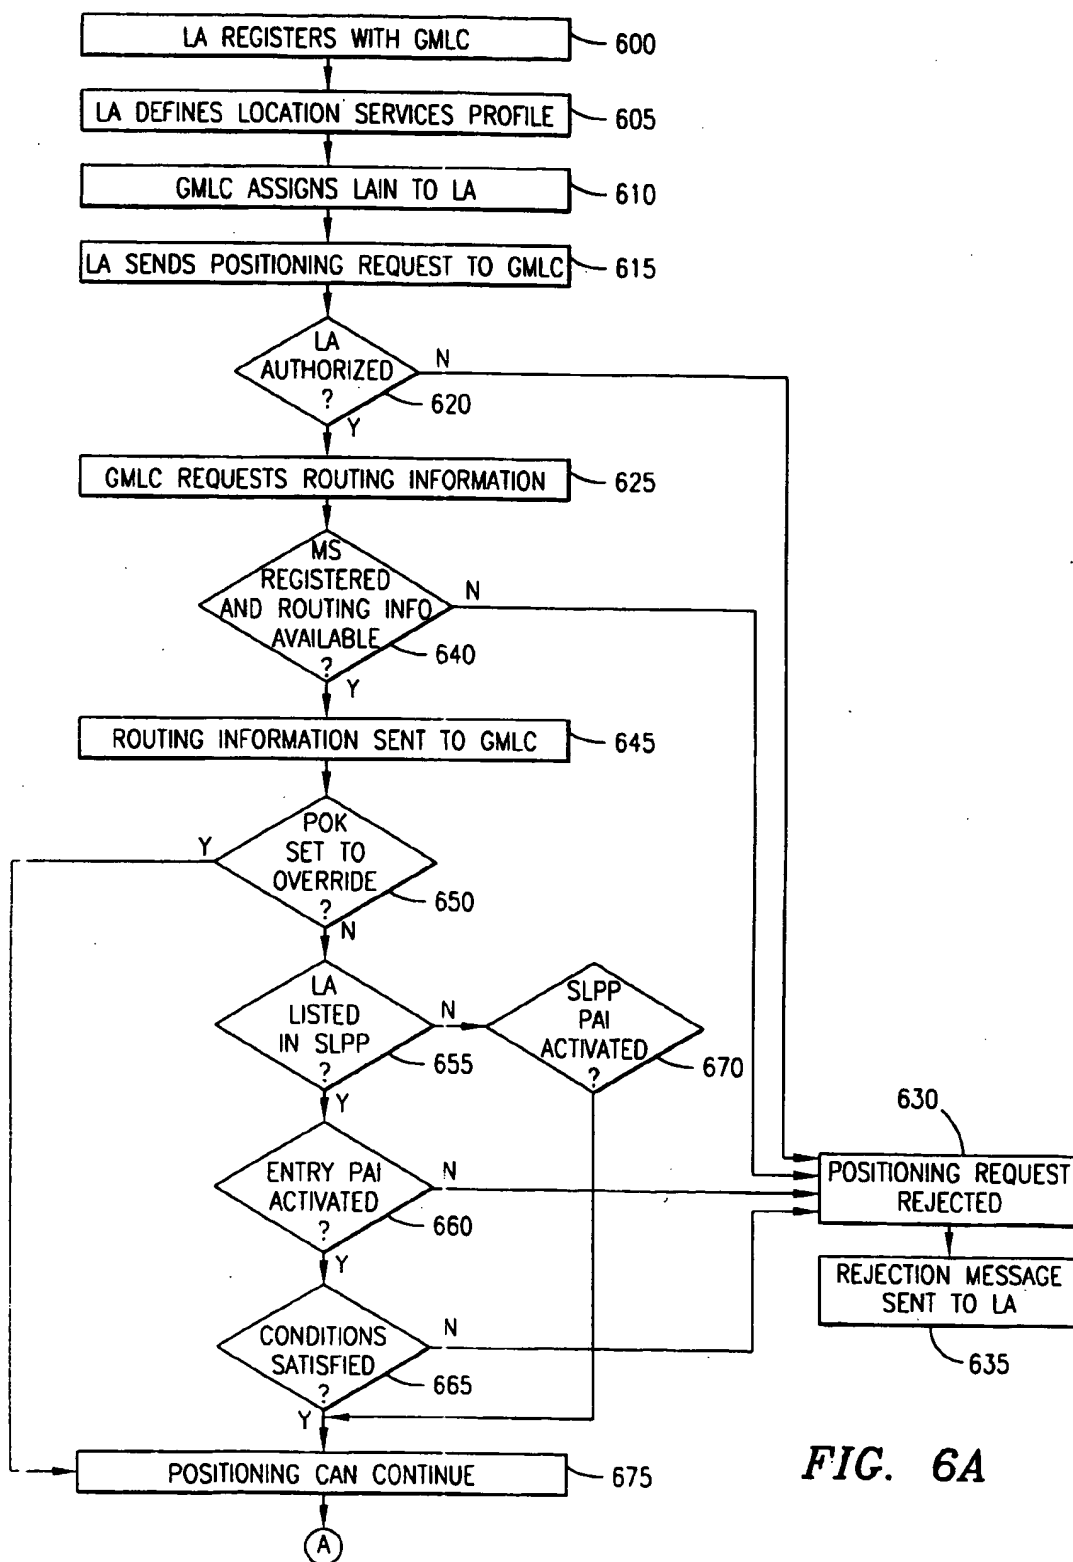 LA REGISTERS WITH GMLC
600
LA DEFINES LOCATION SERVICES PROFILE
605
GMLC ASSIGNS LAIN TO LA
610
LA SENDS POSITIONING REQUEST TO GMLC
615
LA
AUTHORIZED
?
N
620
Y
GMLC REQUESTS ROUTING INFORMATION
625
MS
REGISTERED
AND ROUTING INFO
AVAILABLE
?
N
640
Y
ROUTING INFORMATION SENT TO GMLC
645
POK
SET TO
OVERRIDE
?
Y
650
N
LA
LISTED
IN SLPP
?
N
655
Y
SLPP
PAI
ACTIVATED
?
670
ENTRY PAI
ACTIVATED
?
N
660
Y
630
POSITIONING REQUEST
REJECTED
REJECTION MESSAGE
SENT TO LA
635
CONDITIONS
SATISFIED
?
N
665
Y
POSITIONING CAN CONTINUE
675
A
FIG. 6A